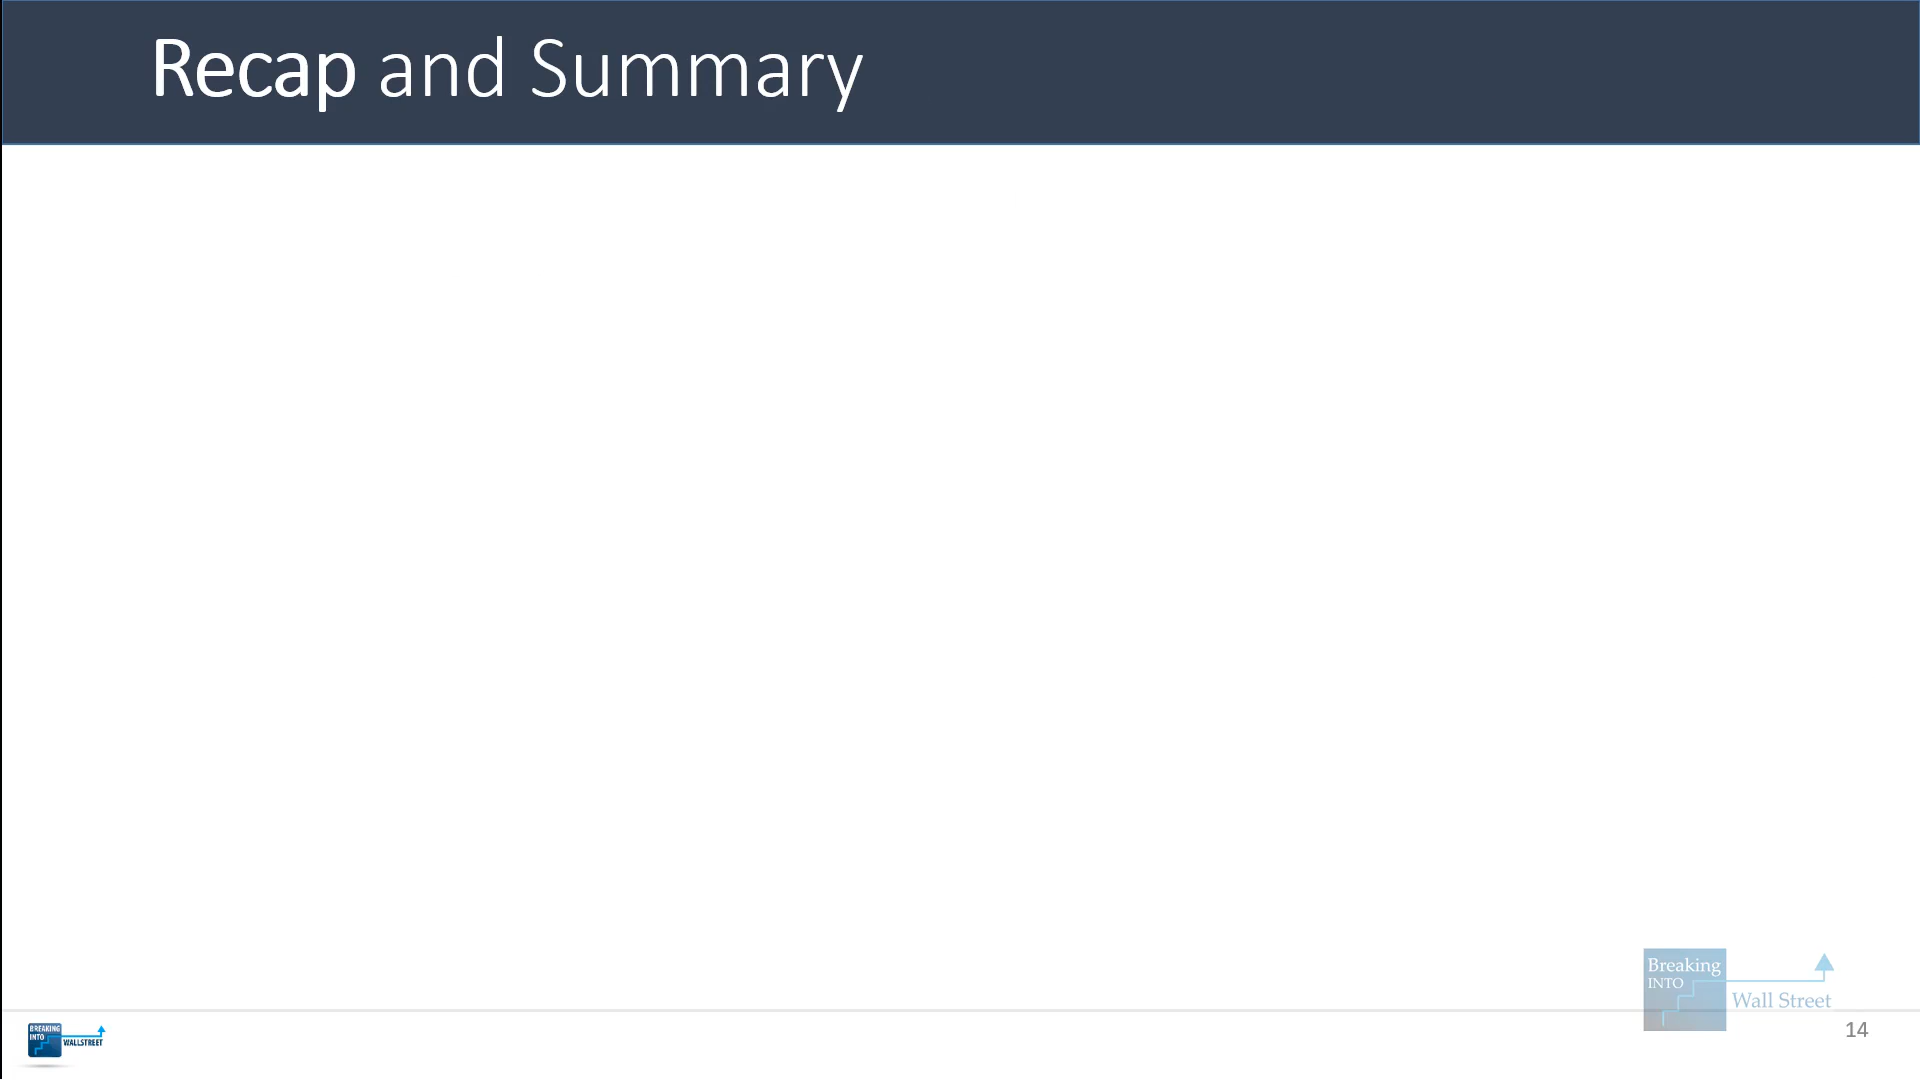 Recap and Summary
Breaking
INTO
Wall Street
BREAKING
INTO
WALLSTREET
14